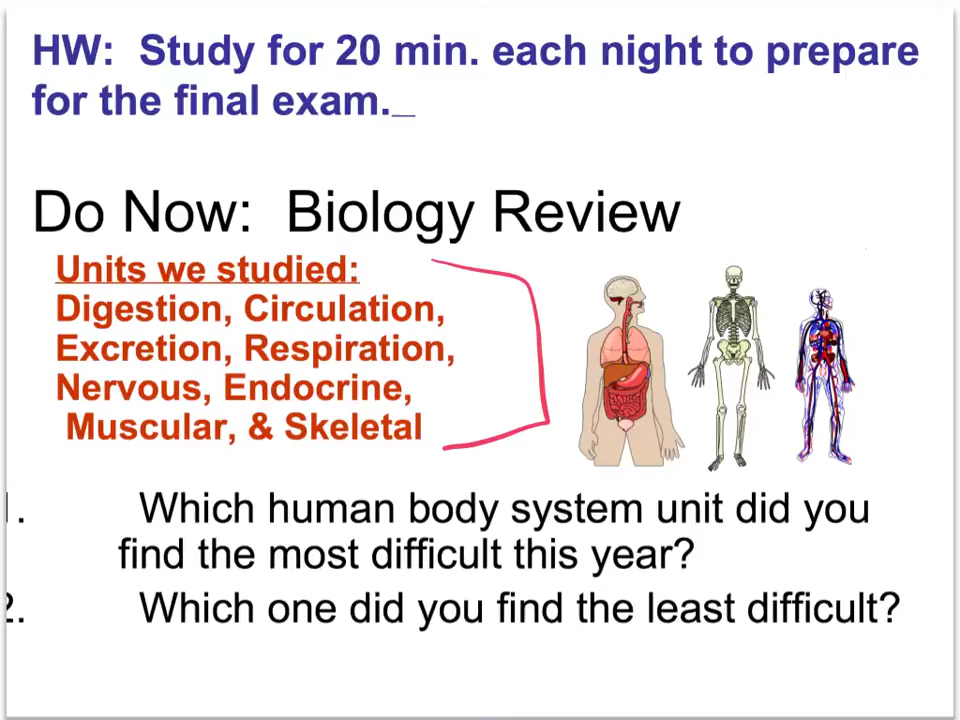 HW:  Study for 20 min. each night to prepare
for the final exam._
Do Now:  Biology Review
Units we studied:
Digestion, Circulation,
Excretion, Respiration,
Nervous, Endocrine,
Muscular, & Skeletal
1. Which human body system unit did you
find the most difficult this year?
2. Which one did you find the least difficult?